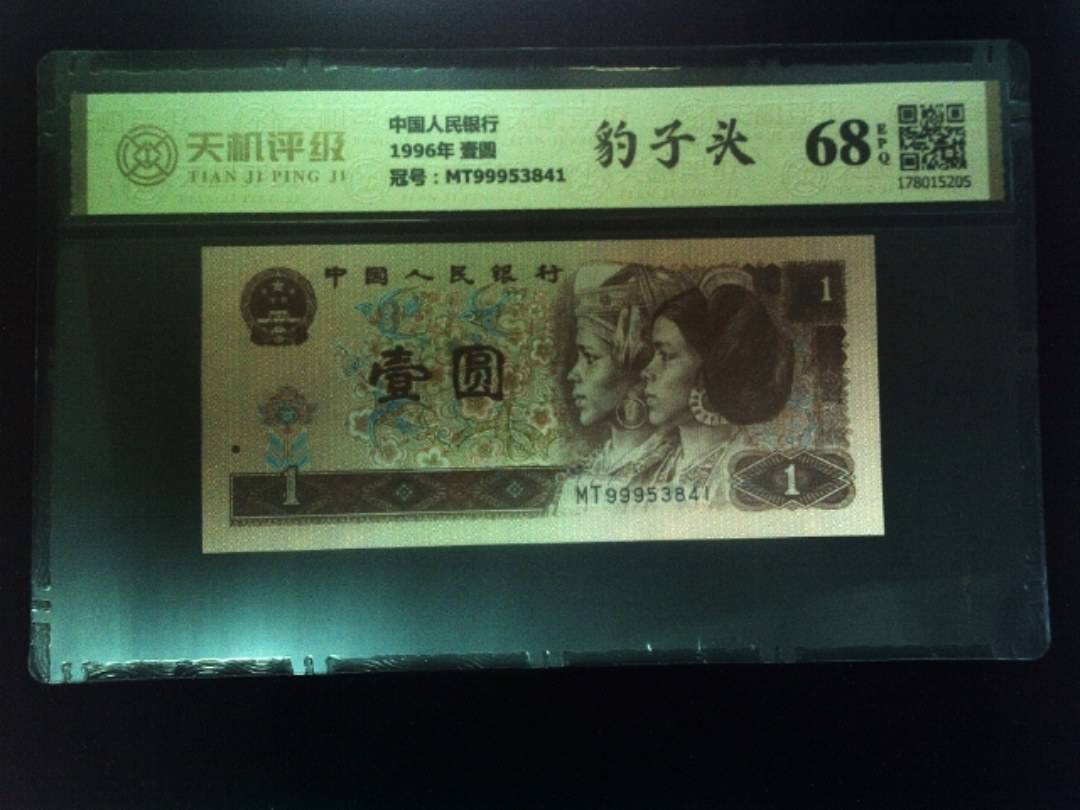 天机评级
TIAN JI PING JI
中国人民银行
1996年 壹圆
冠号：MT99953841
豹子头
68
EPQ
178015205
中国人民银行
1
壹圆
1
MT99953841
1